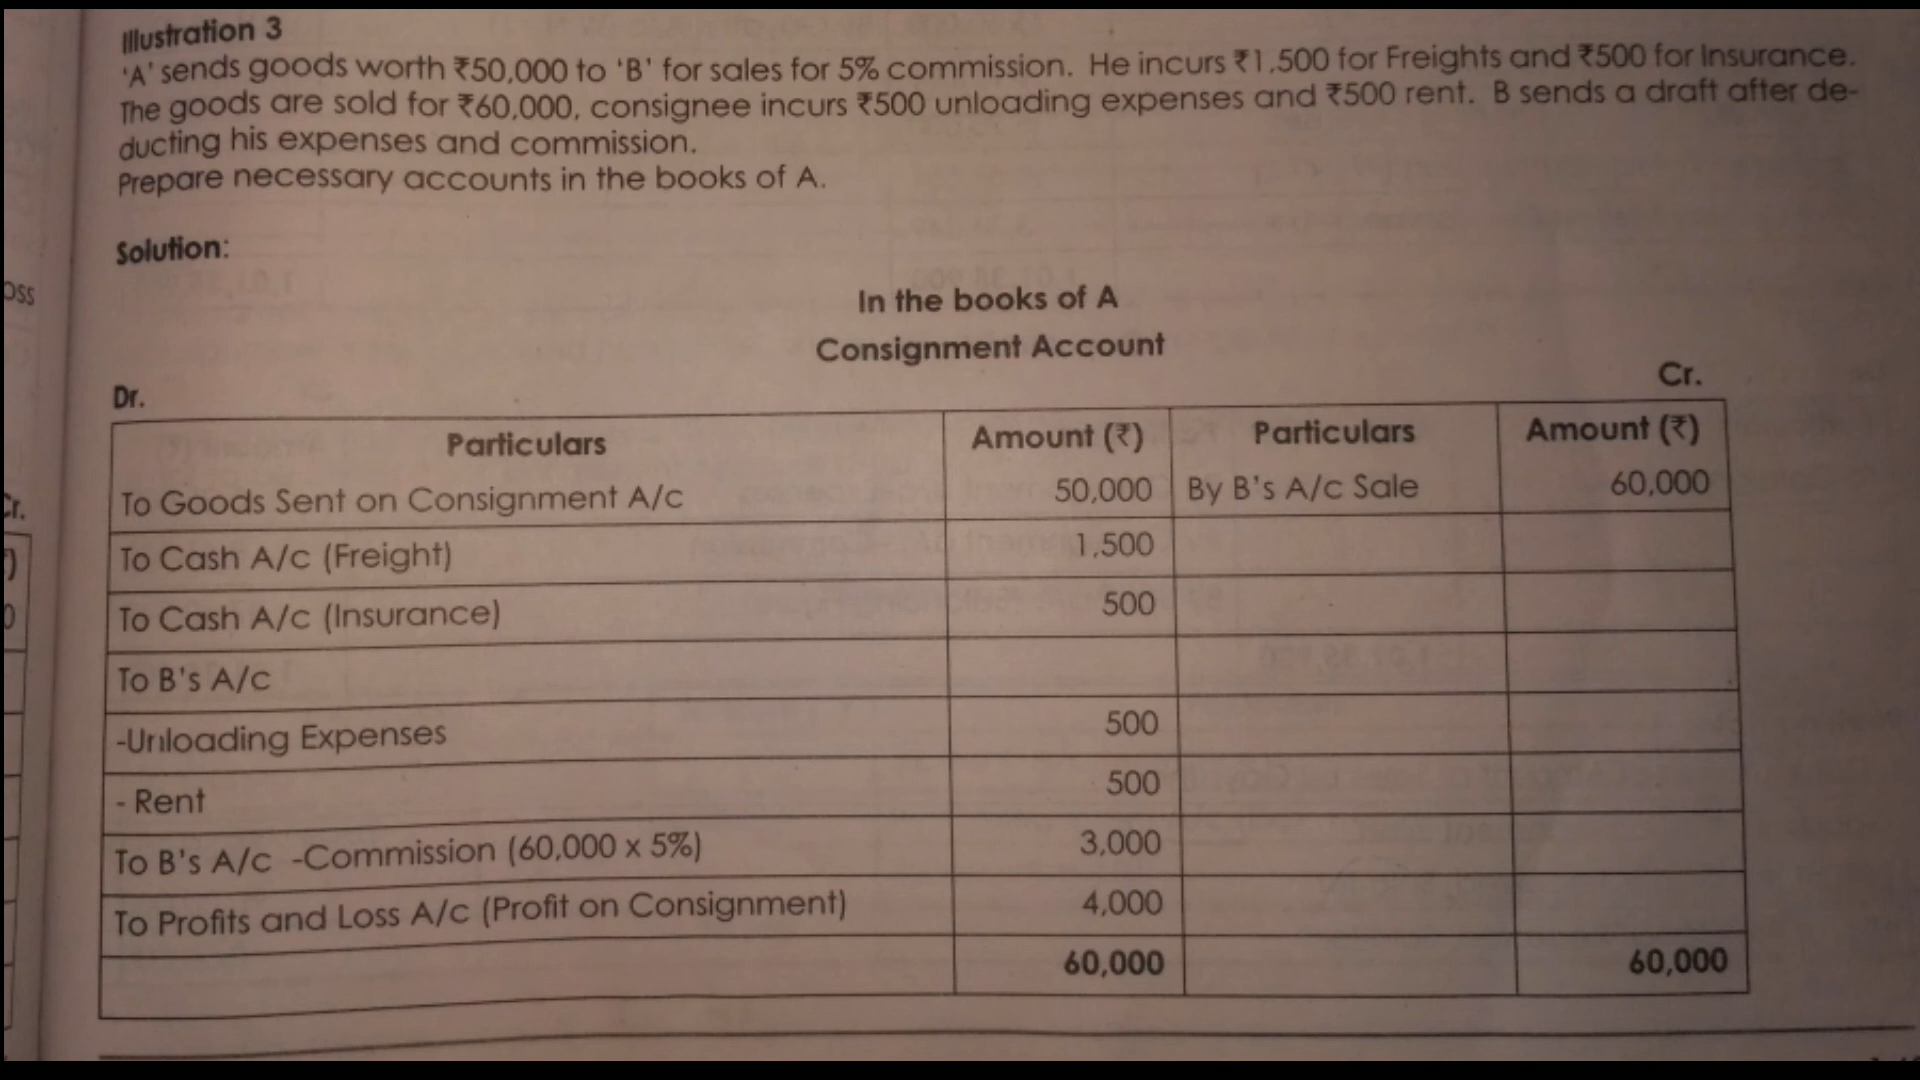 Illustration 3
'A' sends goods worth ₹50,000 to 'B' for sales for 5% commission. He incurs ₹1,500 for Freights and ₹500 for Insurance.
The goods are sold for ₹60,000, consignee incurs ₹500 unloading expenses and ₹500 rent. B sends a draft after de-
ducting his expenses and commission.
Prepare necessary accounts in the books of A.
Solution:
oss
In the books of A
Consignment Account
Dr. Cr.
Particulars Amount (₹) Particulars Amount (₹)
To Goods Sent on Consignment A/c 50,000 By B's A/c Sale 60,000
Cr.
To Cash A/c (Freight) 1,500
To Cash A/c (Insurance) 500
To B's A/c
-Unloading Expenses 500
- Rent 500
To B's A/c -Commission (60,000 x 5%) 3,000
To Profits and Loss A/c (Profit on Consignment) 4,000
60,000 60,000